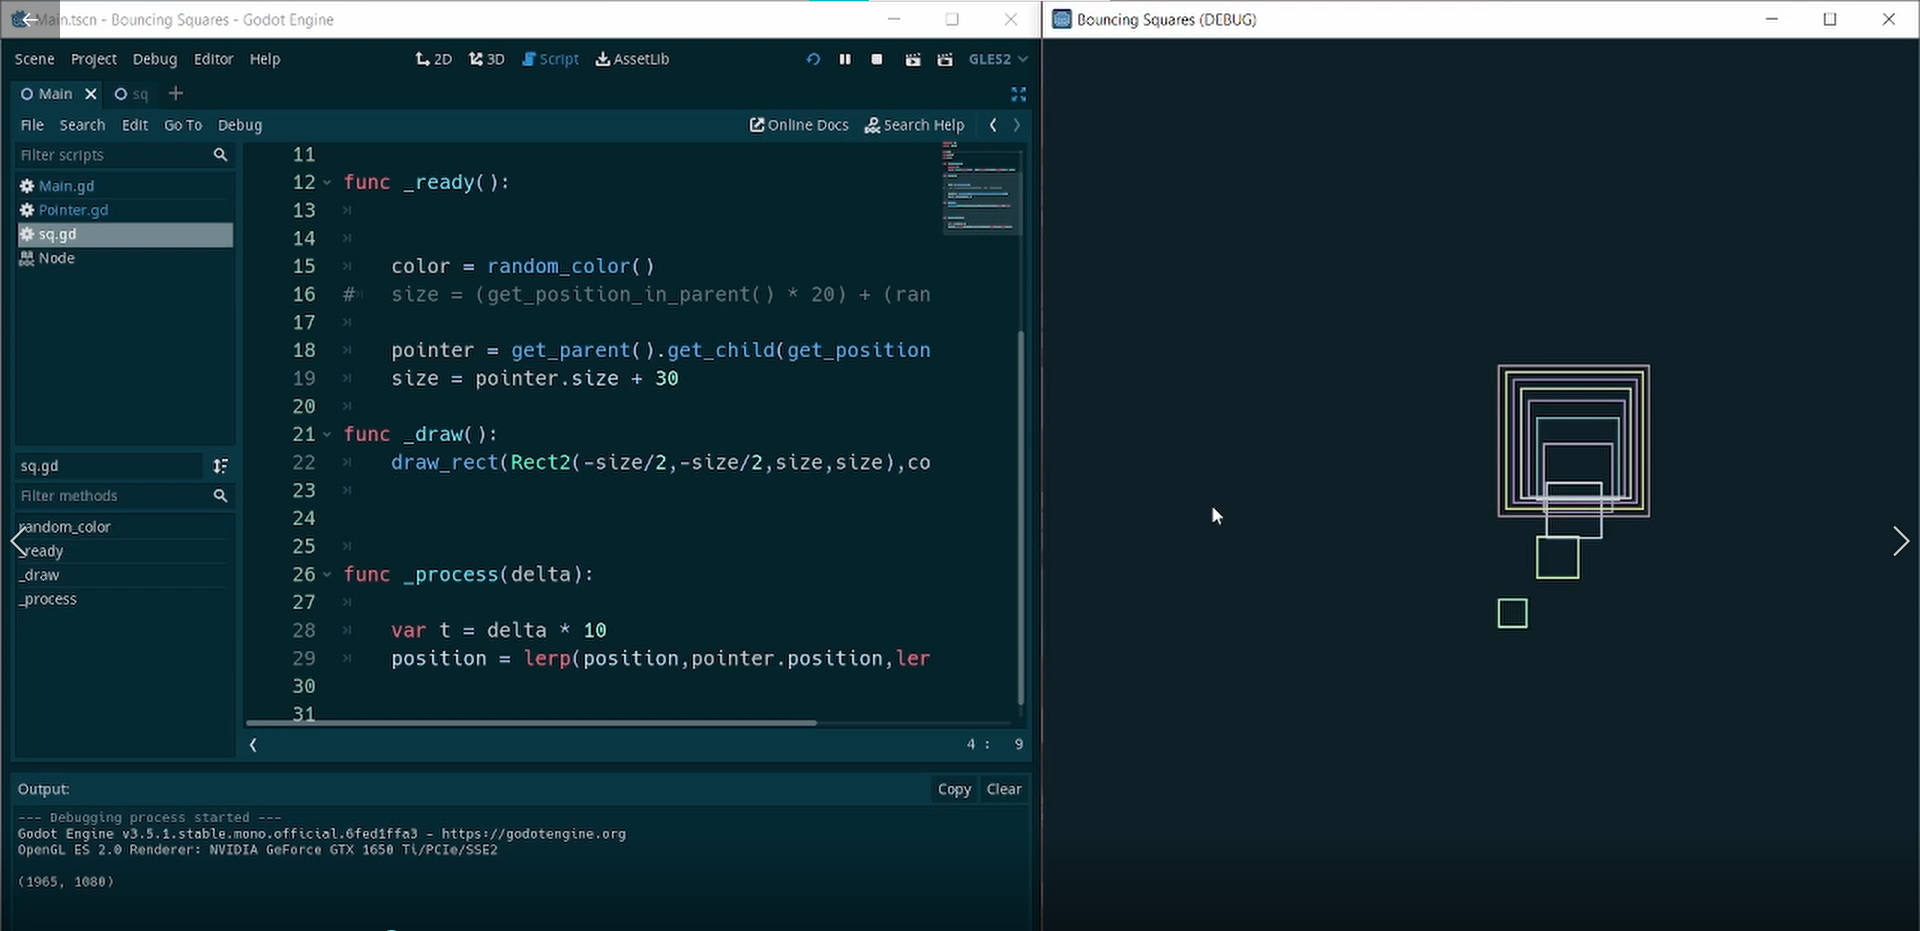 Main.tscn - Bouncing Squares - Godot Engine
Bouncing Squares (DEBUG)
Scene Project Debug Editor Help 2D 3D Script AssetLib GLES2
Main sq
File Search Edit Go To Debug Online Docs Search Help
Filter scripts
Main.gd
Pointer.gd
sq.gd
Node
sq.gd
Filter methods
random_color
_ready
_draw
_process
11
12 func _ready():
13
14
15 color = random_color()
16 # size = (get_position_in_parent() * 20) + (ran
17
18 pointer = get_parent().get_child(get_position
19 size = pointer.size + 30
20
21 func _draw():
22 draw_rect(Rect2(-size/2,-size/2,size,size),co
23
24
25
26 func _process(delta):
27
28 var t = delta * 10
29 position = lerp(position,pointer.position,ler
30
31
4 : 9
Output: Copy Clear
--- Debugging process started ---
Godot Engine v3.5.1.stable.mono.official.6fed1ffa3 - https://godotengine.org
OpenGL ES 2.0 Renderer: NVIDIA GeForce GTX 1650 Ti/PCIe/SSE2
(1965, 1080)